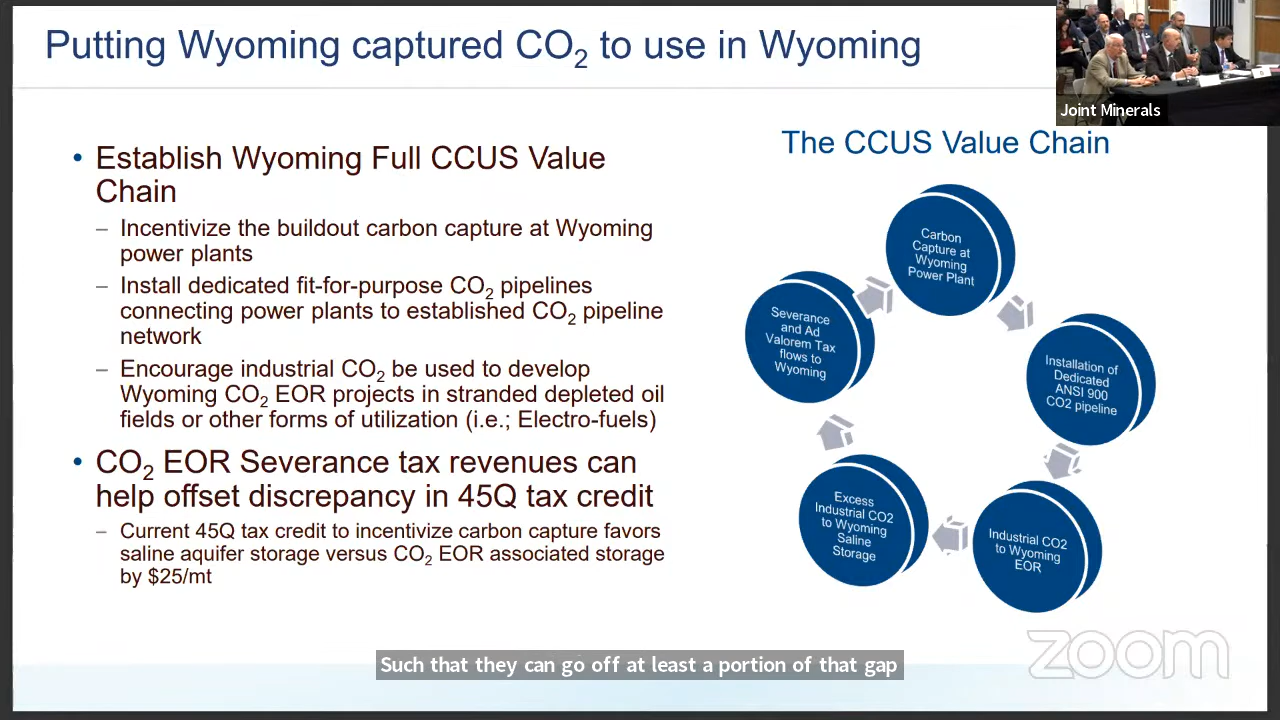 Putting Wyoming captured CO₂ to use in Wyoming
Joint Minerals
• Establish Wyoming Full CCUS Value
Chain
– Incentivize the buildout carbon capture at Wyoming
power plants
– Install dedicated fit-for-purpose CO₂ pipelines
connecting power plants to established CO₂ pipeline
network
– Encourage industrial CO₂ be used to develop
Wyoming CO₂ EOR projects in stranded depleted oil
fields or other forms of utilization (i.e.; Electro-fuels)
• CO₂ EOR Severance tax revenues can
help offset discrepancy in 45Q tax credit
– Current 45Q tax credit to incentivize carbon capture favors
saline aquifer storage versus CO₂ EOR associated storage
by $25/mt
The CCUS Value Chain
Carbon
Capture at
Wyoming
Power Plant
Installation of
Dedicated
ANSI 900
CO2 pipeline
Industrial CO2
to Wyoming
EOR
Excess
Industrial CO2
to Wyoming
Saline
Storage
Severance
and Ad
Valorem Tax
flows to
Wyoming
zoom
Such that they can go off at least a portion of that gap